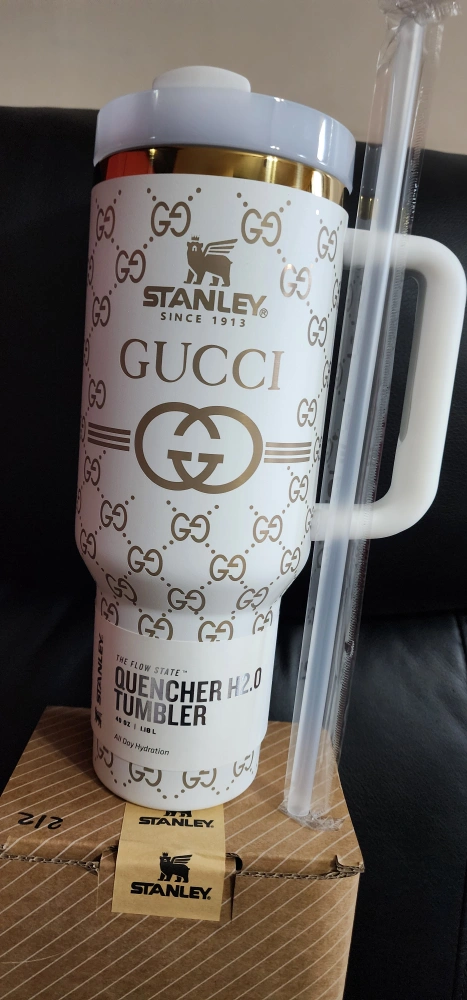 STANLEY®
SINCE 1913
GUCCI
THE FLOW STATE™
QUENCHER H2.0
TUMBLER
40 OZ | 1.18 L
All Day Hydration
STANLEY
2/2
STANLEY
STANLEY